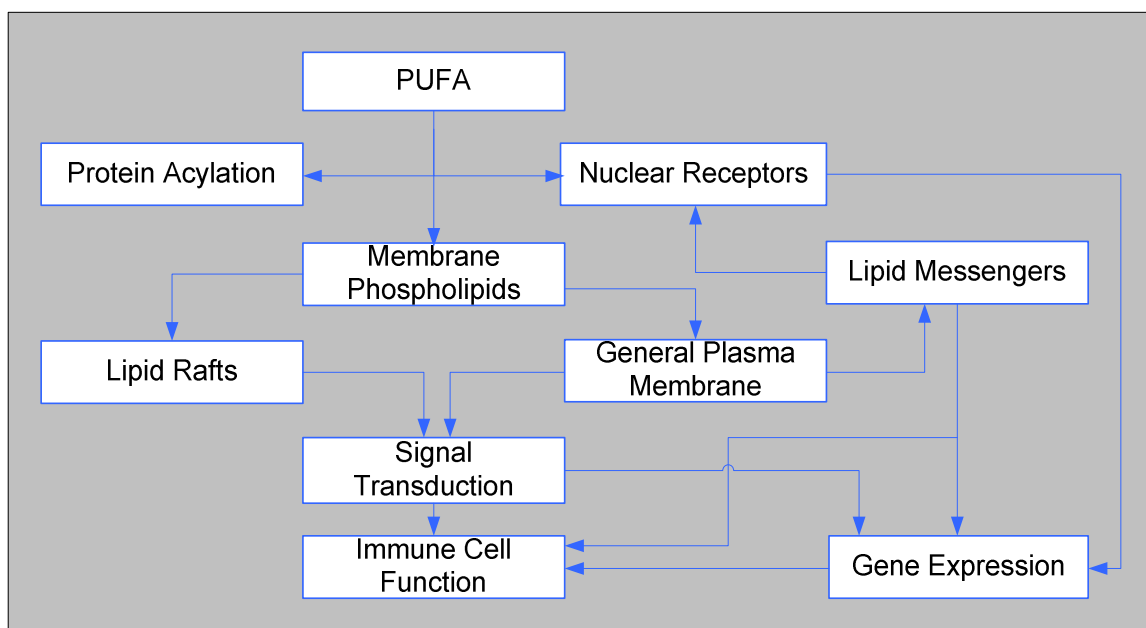 PUFA
Protein Acylation
Nuclear Receptors
Membrane
Phospholipids
Lipid Messengers
Lipid Rafts
General Plasma
Membrane
Signal
Transduction
Immune Cell
Function
Gene Expression